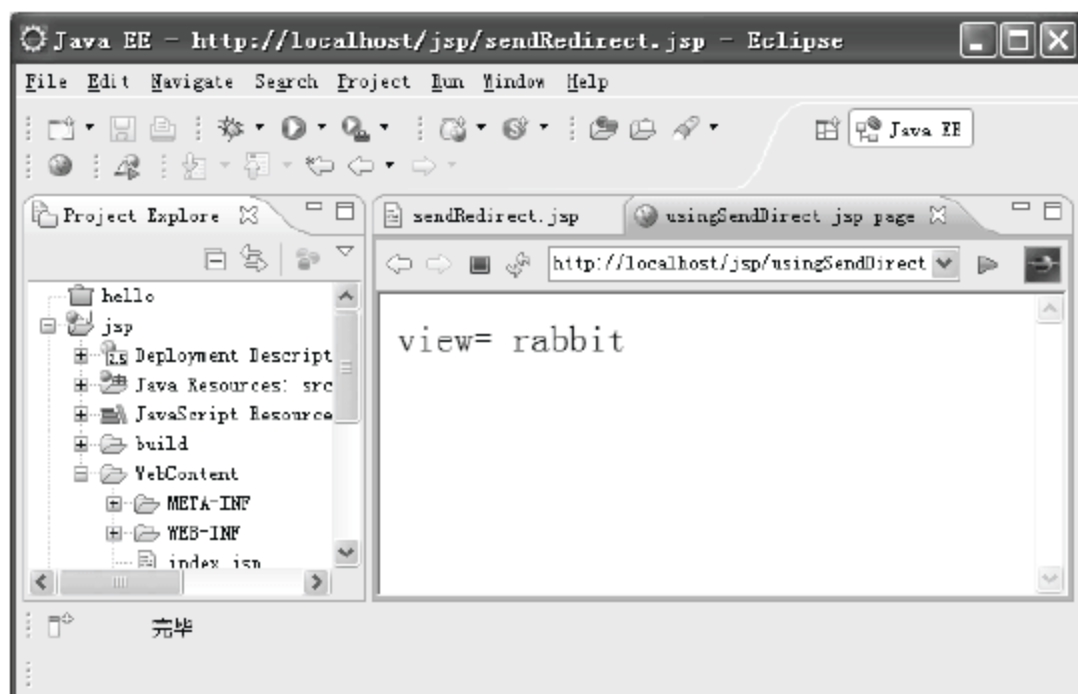 Java EE - http://localhost/jsp/sendRedirect.jsp - Eclipse
File Edit Navigate Search Project Run Window Help
Java EE
Project Explore
sendRedirect.jsp
usingSendDirect jsp page
http://localhost/jsp/usingSendDirect
hello
jsp
2.5 Deployment Descript
Java Resources: src
JavaScript Resource
build
WebContent
META-INF
WEB-INF
index.jsp
view= rabbit
完毕